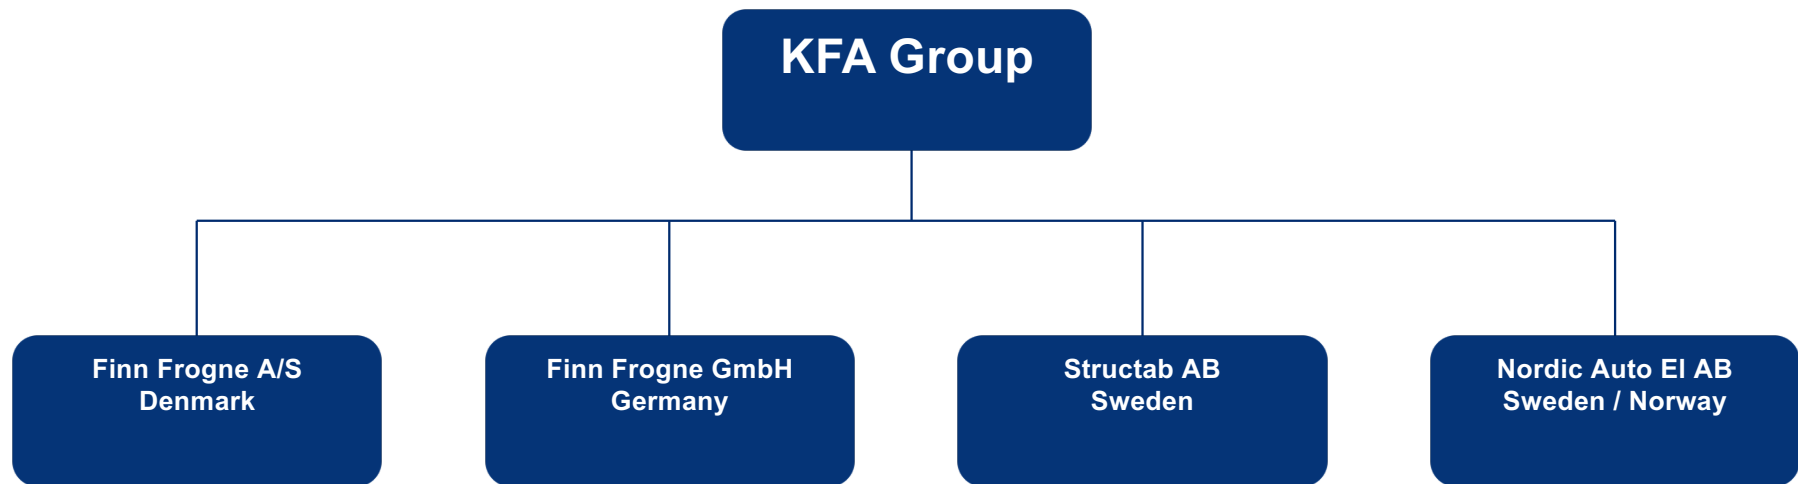 KFA Group
Finn Frogne A/S
Denmark
Finn Frogne GmbH
Germany
Structab AB
Sweden
Nordic Auto El AB
Sweden / Norway